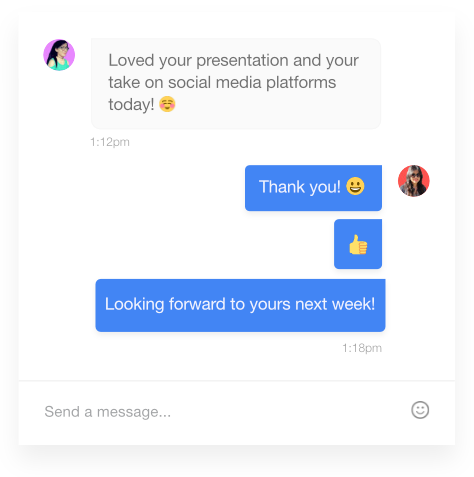 Loved your presentation and your
take on social media platforms
today! ☺️
1:12pm
Thank you! 😀
👍
Looking forward to yours next week!
1:18pm
Send a message...